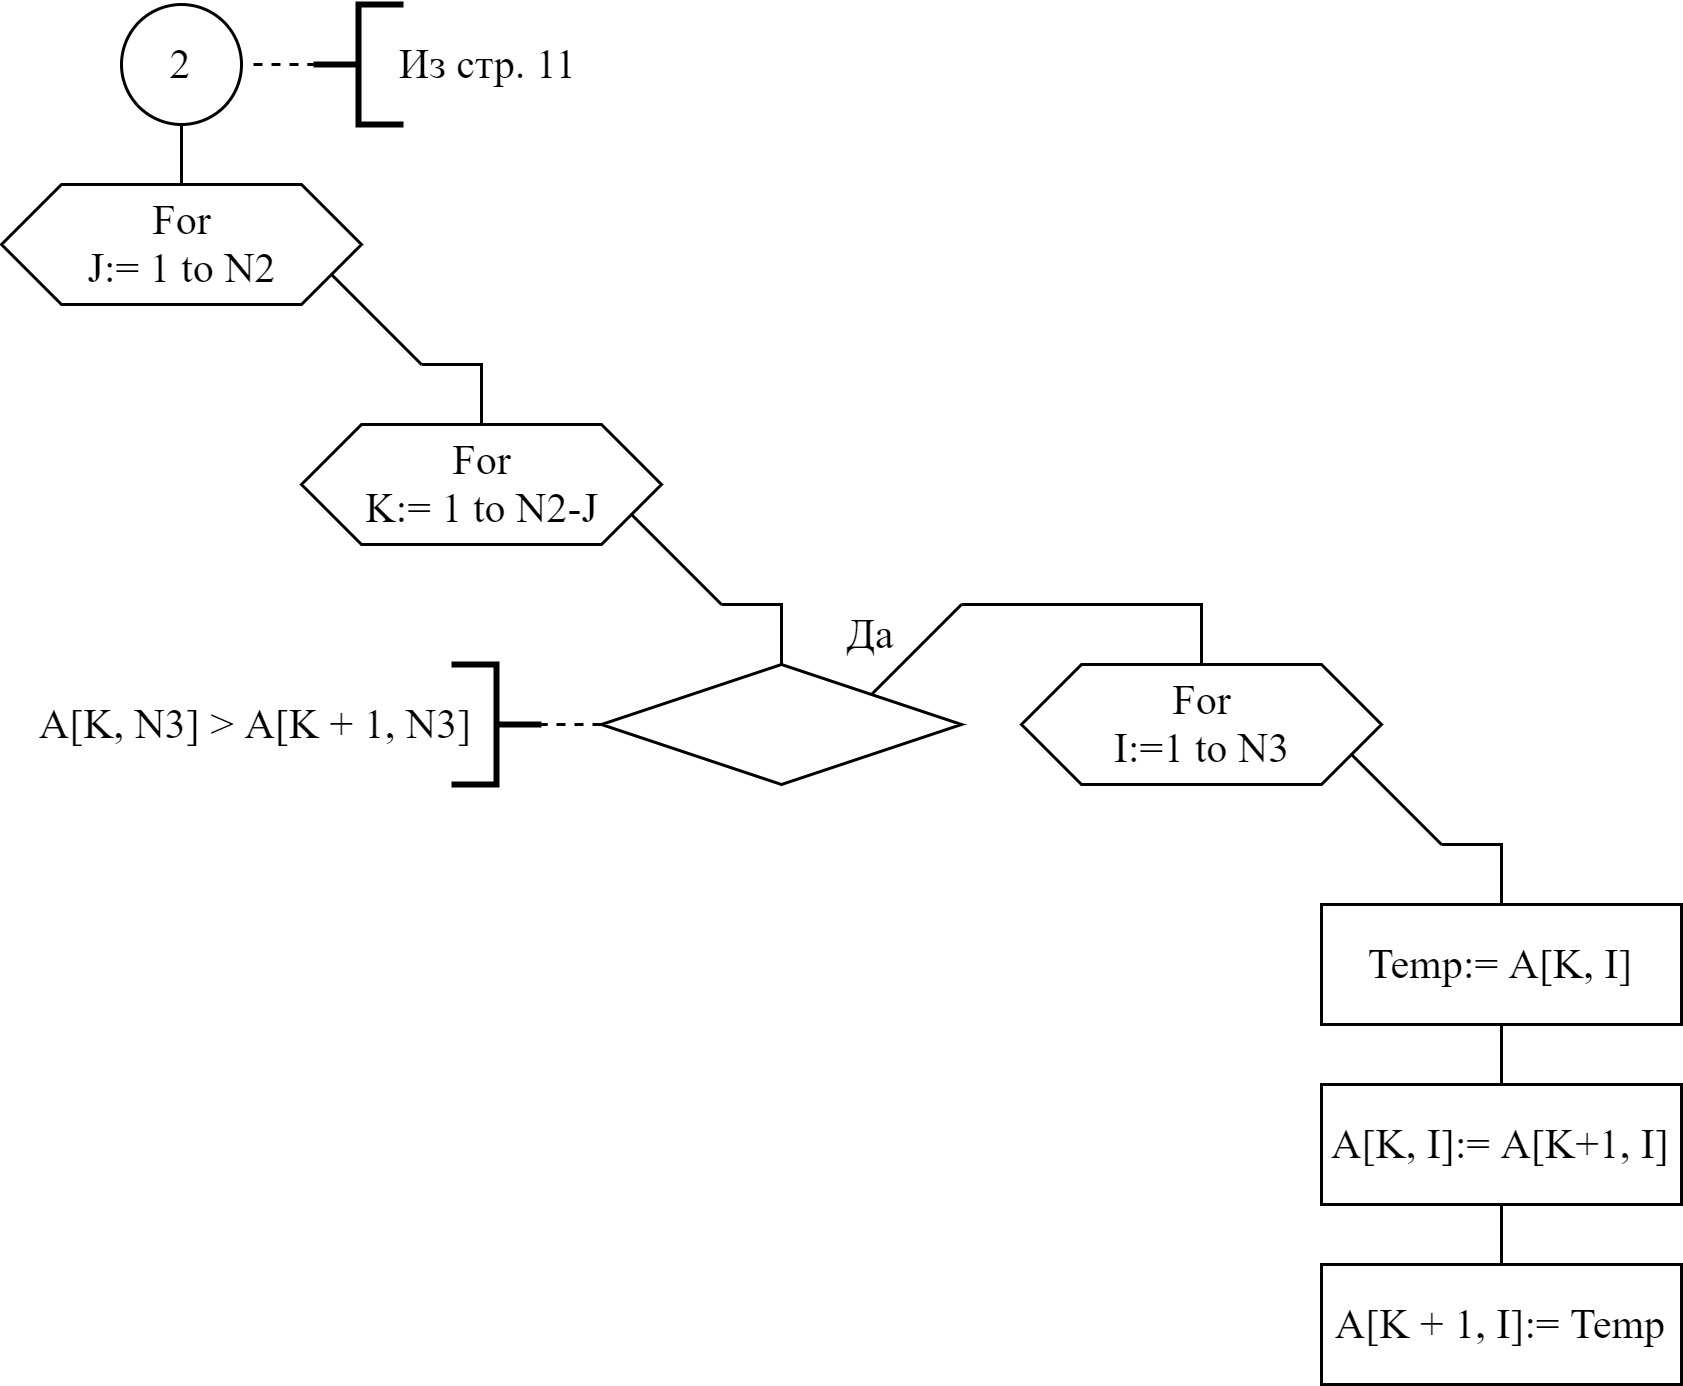 2
Из стр. 11
For
J:= 1 to N2
For
K:= 1 to N2-J
Да
A[K, N3] > A[K + 1, N3]
For
I:=1 to N3
Temp:= A[K, I]
A[K, I]:= A[K+1, I]
A[K + 1, I]:= Temp